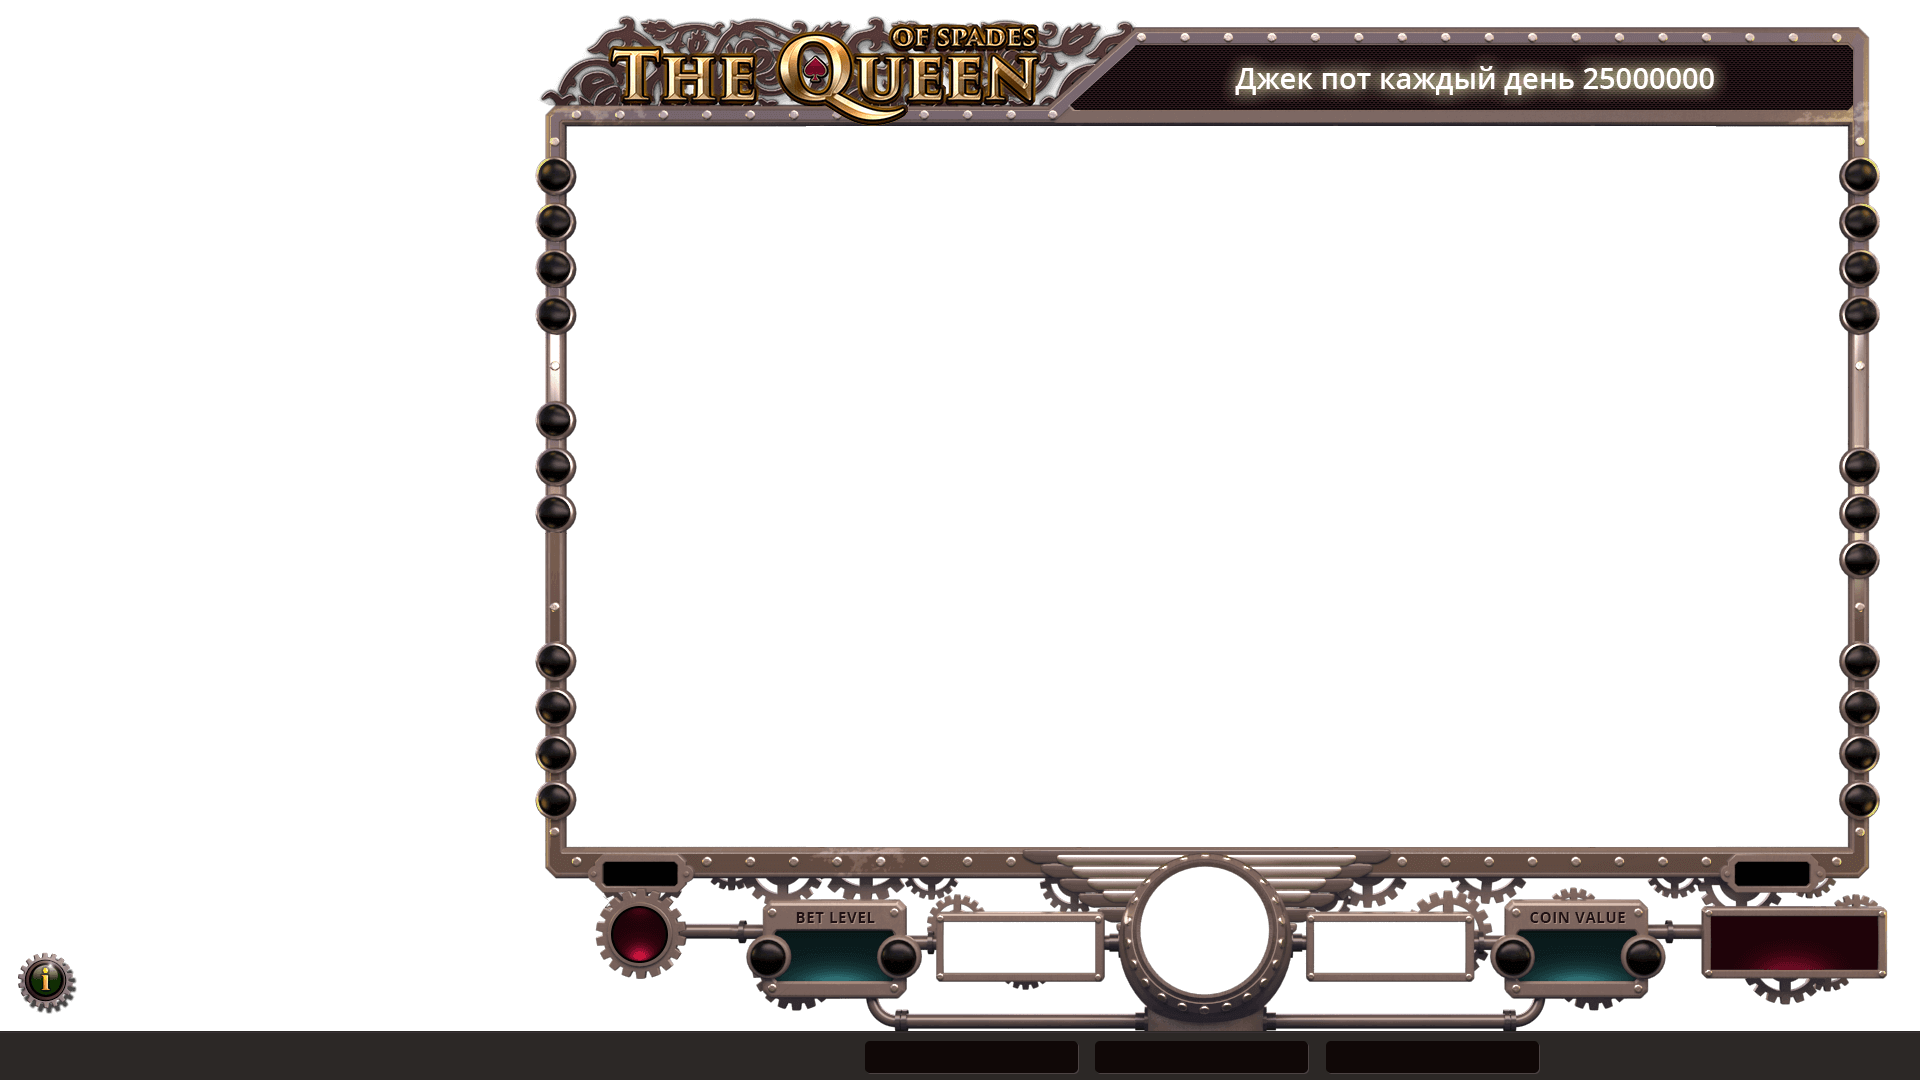 OF SPADES
THE QUEEN
Джек пот каждый день 25000000
BET LEVEL
COIN VALUE
i